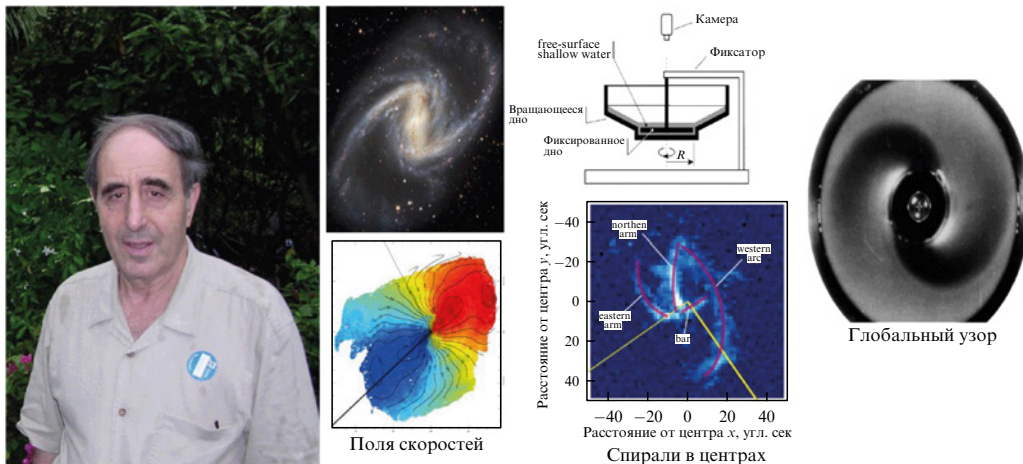 Поля скоростей
Камера
free-surface
shallow water
Фиксатор
Вращающееся
дно
Фиксированное
дно
R
Расстояние от центра y, угл. сек
−40
−20
0
20
40
northen
arm
western
arc
eastern
arm
bar
−40 −20 0 20 40
Расстояние от центра x, угл. сек
Спирали в центрах
Глобальный узор